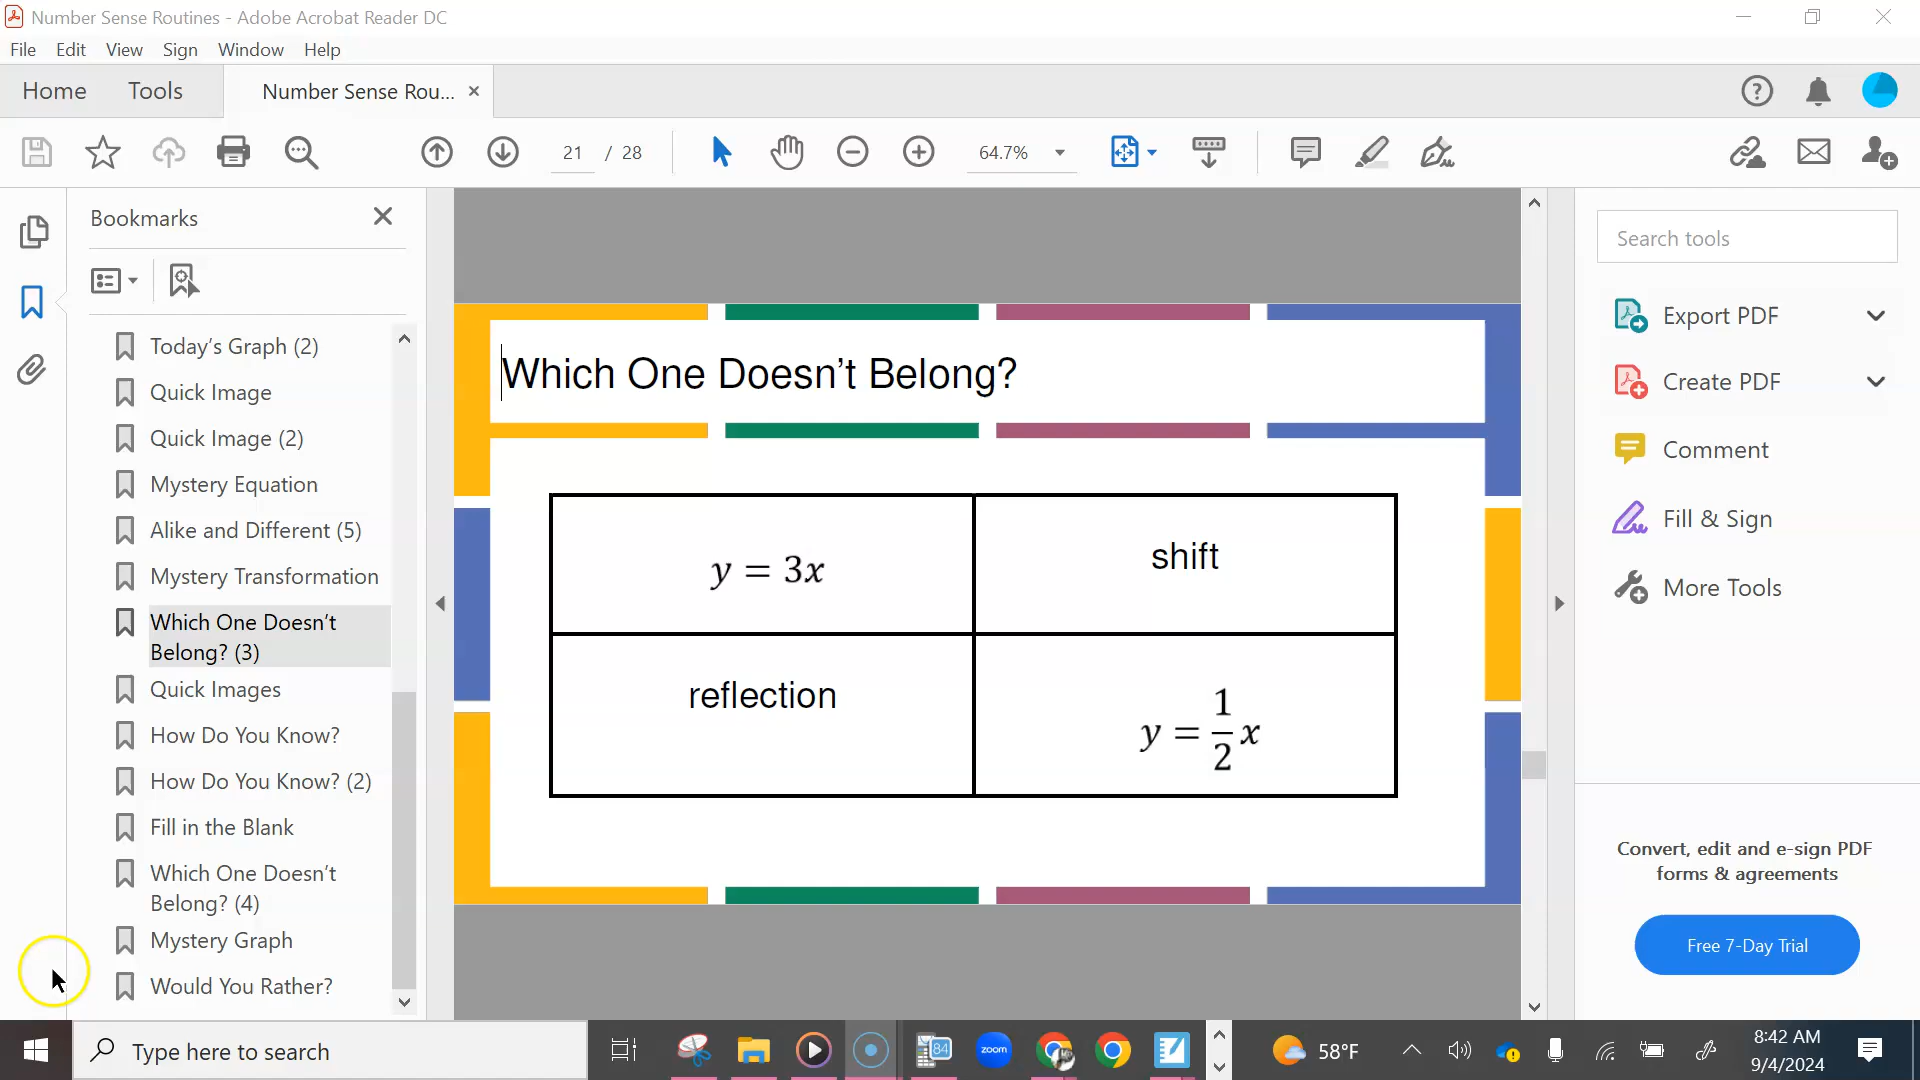 Number Sense Routines - Adobe Acrobat Reader DC
File Edit View Sign Window Help
Home Tools Number Sense Rou... ×
21 / 28 64.7%
Bookmarks
Today's Graph (2)
Quick Image
Quick Image (2)
Mystery Equation
Alike and Different (5)
Mystery Transformation
Which One Doesn't
Belong? (3)
Quick Images
How Do You Know?
How Do You Know? (2)
Fill in the Blank
Which One Doesn't
Belong? (4)
Mystery Graph
Would You Rather?
Which One Doesn't Belong?
y = 3x
shift
reflection
y = 1/2 x
Search tools
Export PDF
Create PDF
Comment
Fill & Sign
More Tools
Convert, edit and e-sign PDF
forms & agreements
Free 7-Day Trial
Type here to search
84
zoom
58°F
8:42 AM
9/4/2024